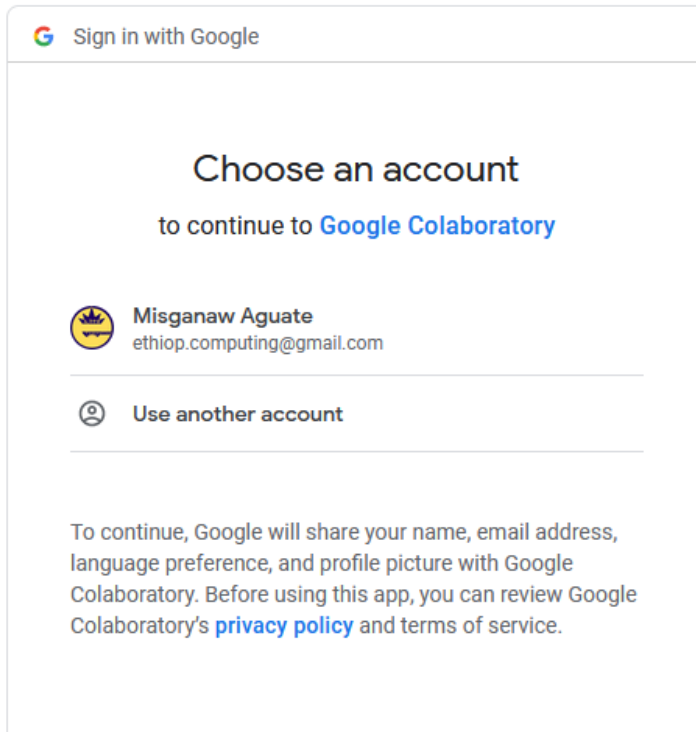 Sign in with Google
Choose an account
to continue to Google Colaboratory
Misganaw Aguate
ethiop.computing@gmail.com
Use another account
To continue, Google will share your name, email address,
language preference, and profile picture with Google
Colaboratory. Before using this app, you can review Google
Colaboratory's privacy policy and terms of service.